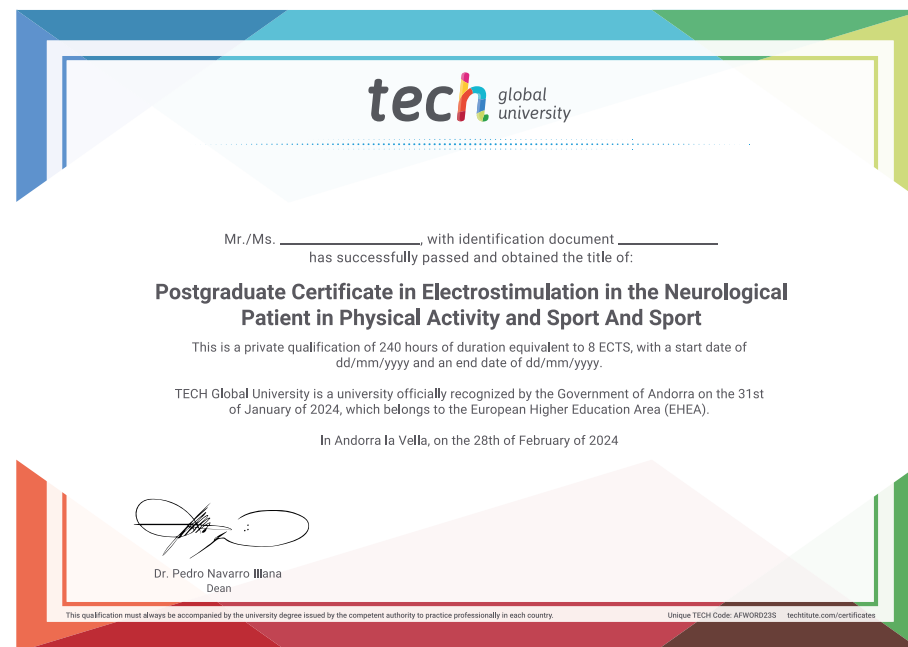 tech global university
Mr./Ms. ____________, with identification document ____________
has successfully passed and obtained the title of:
Postgraduate Certificate in Electrostimulation in the Neurological
Patient in Physical Activity and Sport And Sport
This is a private qualification of 240 hours of duration equivalent to 8 ECTS, with a start date of
dd/mm/yyyy and an end date of dd/mm/yyyy.
TECH Global University is a university officially recognized by the Government of Andorra on the 31st
of January of 2024, which belongs to the European Higher Education Area (EHEA).
In Andorra la Vella, on the 28th of February of 2024
Dr. Pedro Navarro Illana
Dean
This qualification must always be accompanied by the university degree issued by the competent authority to practice professionally in each country.
Unique TECH Code: AFWORD23S techtitute.com/certificates